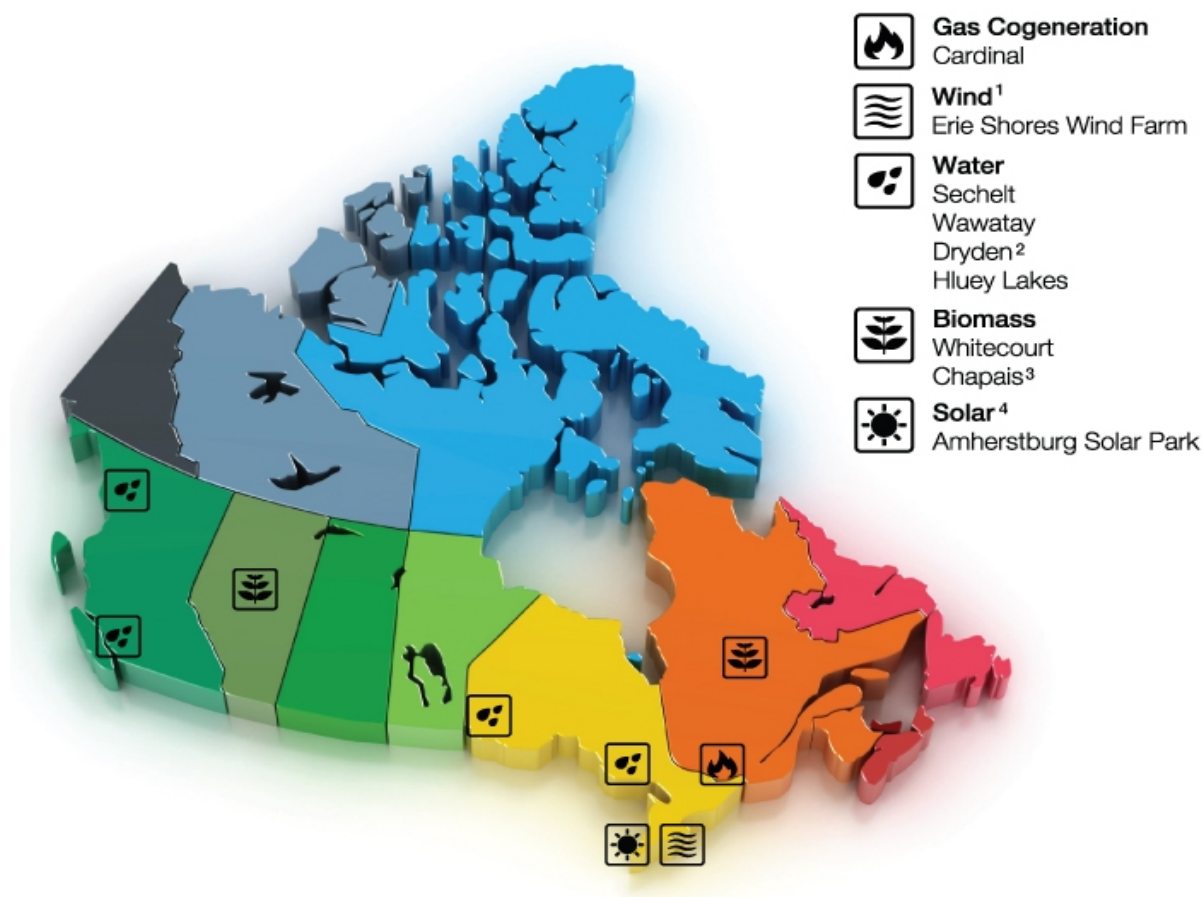 Gas Cogeneration
Cardinal
Wind¹
Erie Shores Wind Farm
Water
Sechelt
Wawatay
Dryden²
Hluey Lakes
Biomass
Whitecourt
Chapais³
Solar⁴
Amherstburg Solar Park